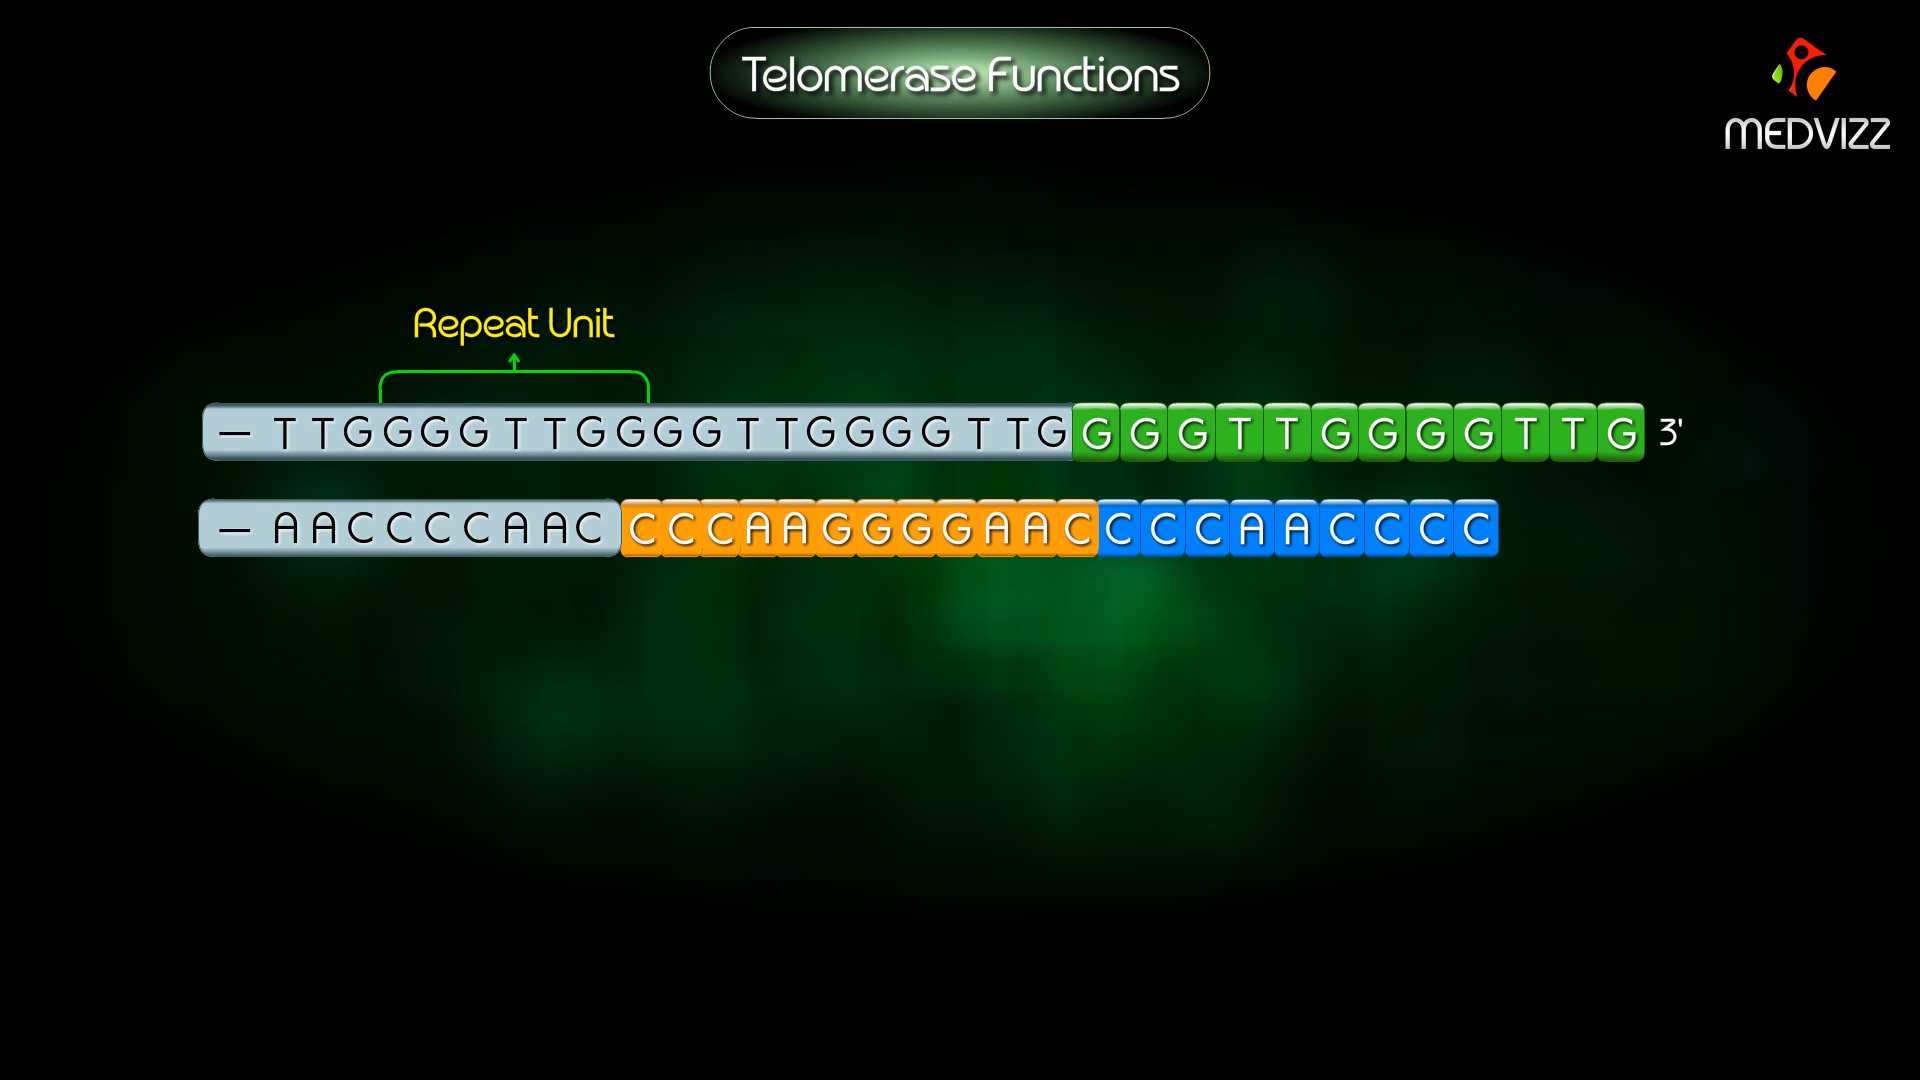 Telomerase Functions
MEDVIZZ
Repeat Unit
— T T G G G G T T G G G G T T G G G G T T G G G G T T G G G G T T G 3'
— A A C C C C A A C C C C A A G G G G A A C C C C A A C C C C